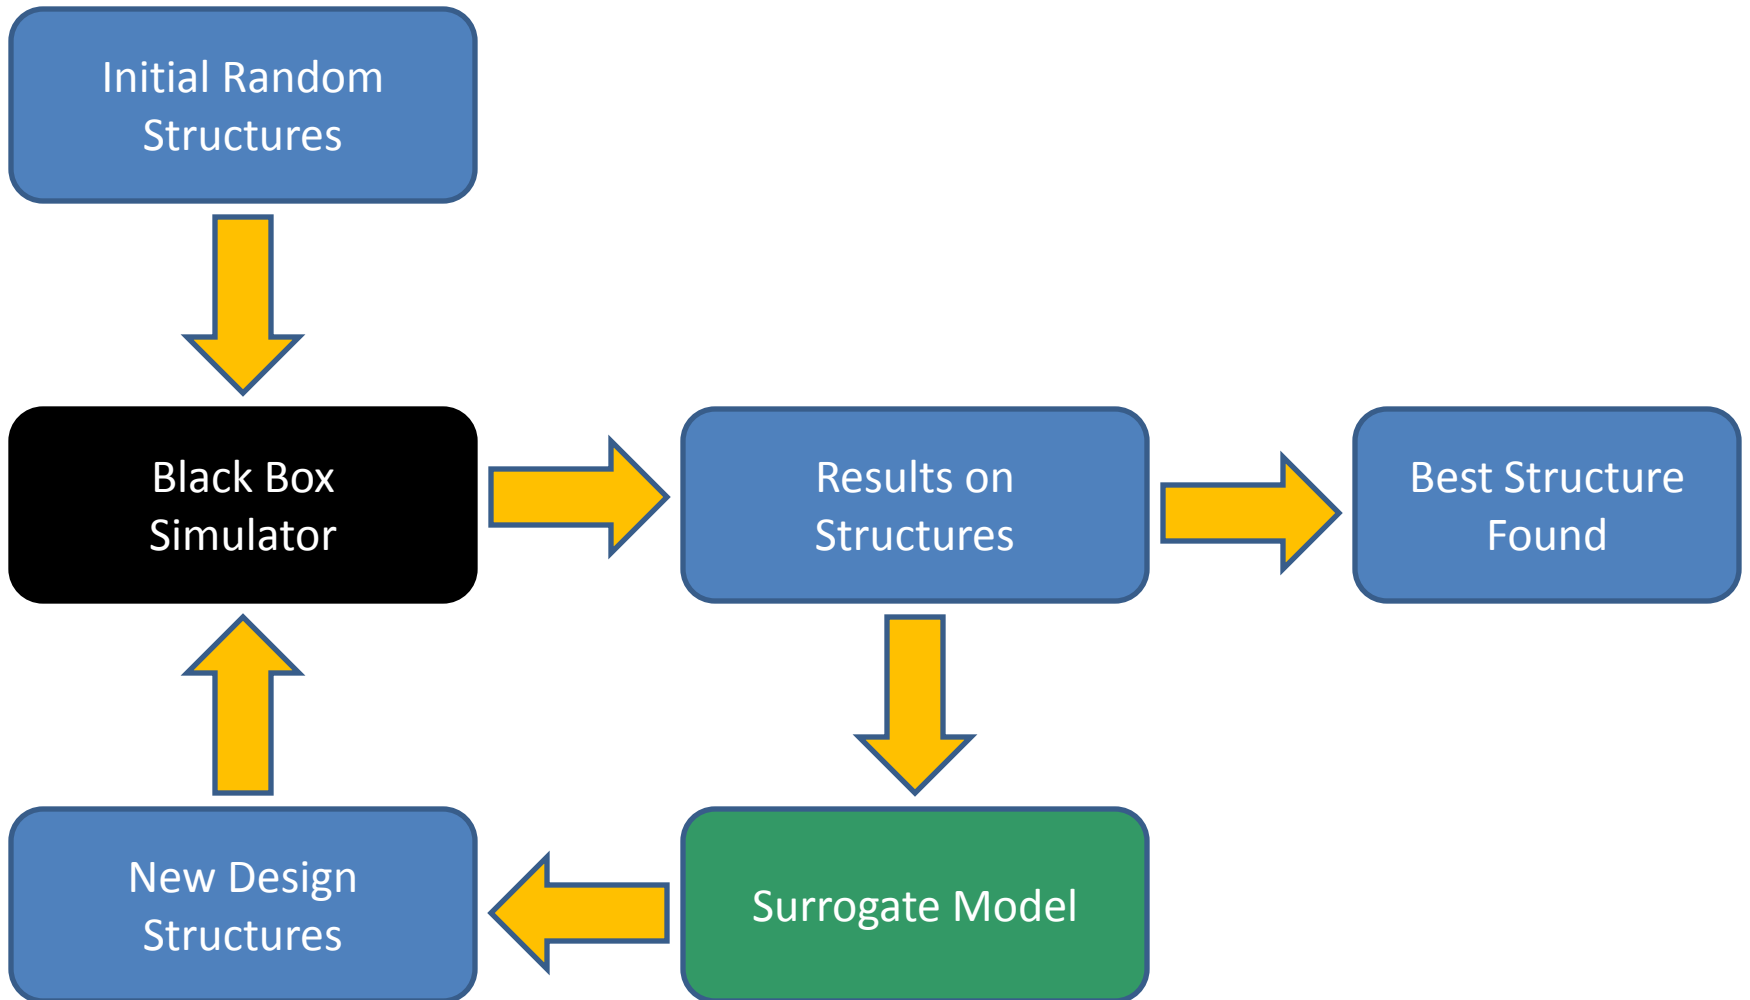 Initial Random
Structures
Black Box
Simulator
Results on
Structures
Best Structure
Found
New Design
Structures
Surrogate Model